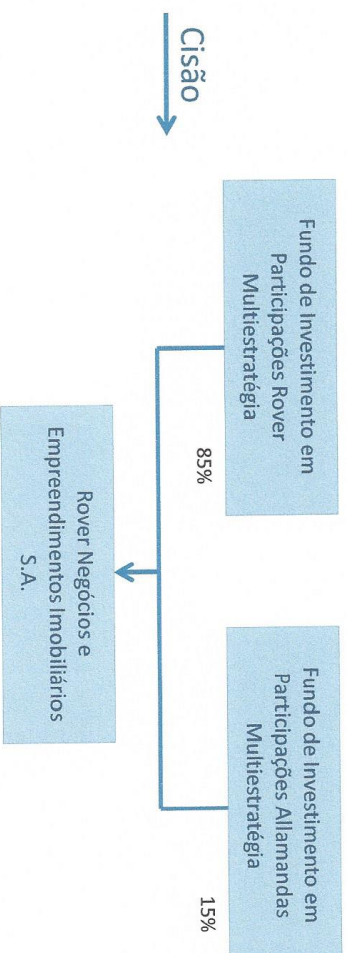 Cisão
Fundo de Investimento em
Participações Rover
Multiestratégia
85%
Fundo de Investimento em
Participações Allamandas
Multiestratégia
15%
Rover Negócios e
Empreendimentos Imobiliários
S.A.